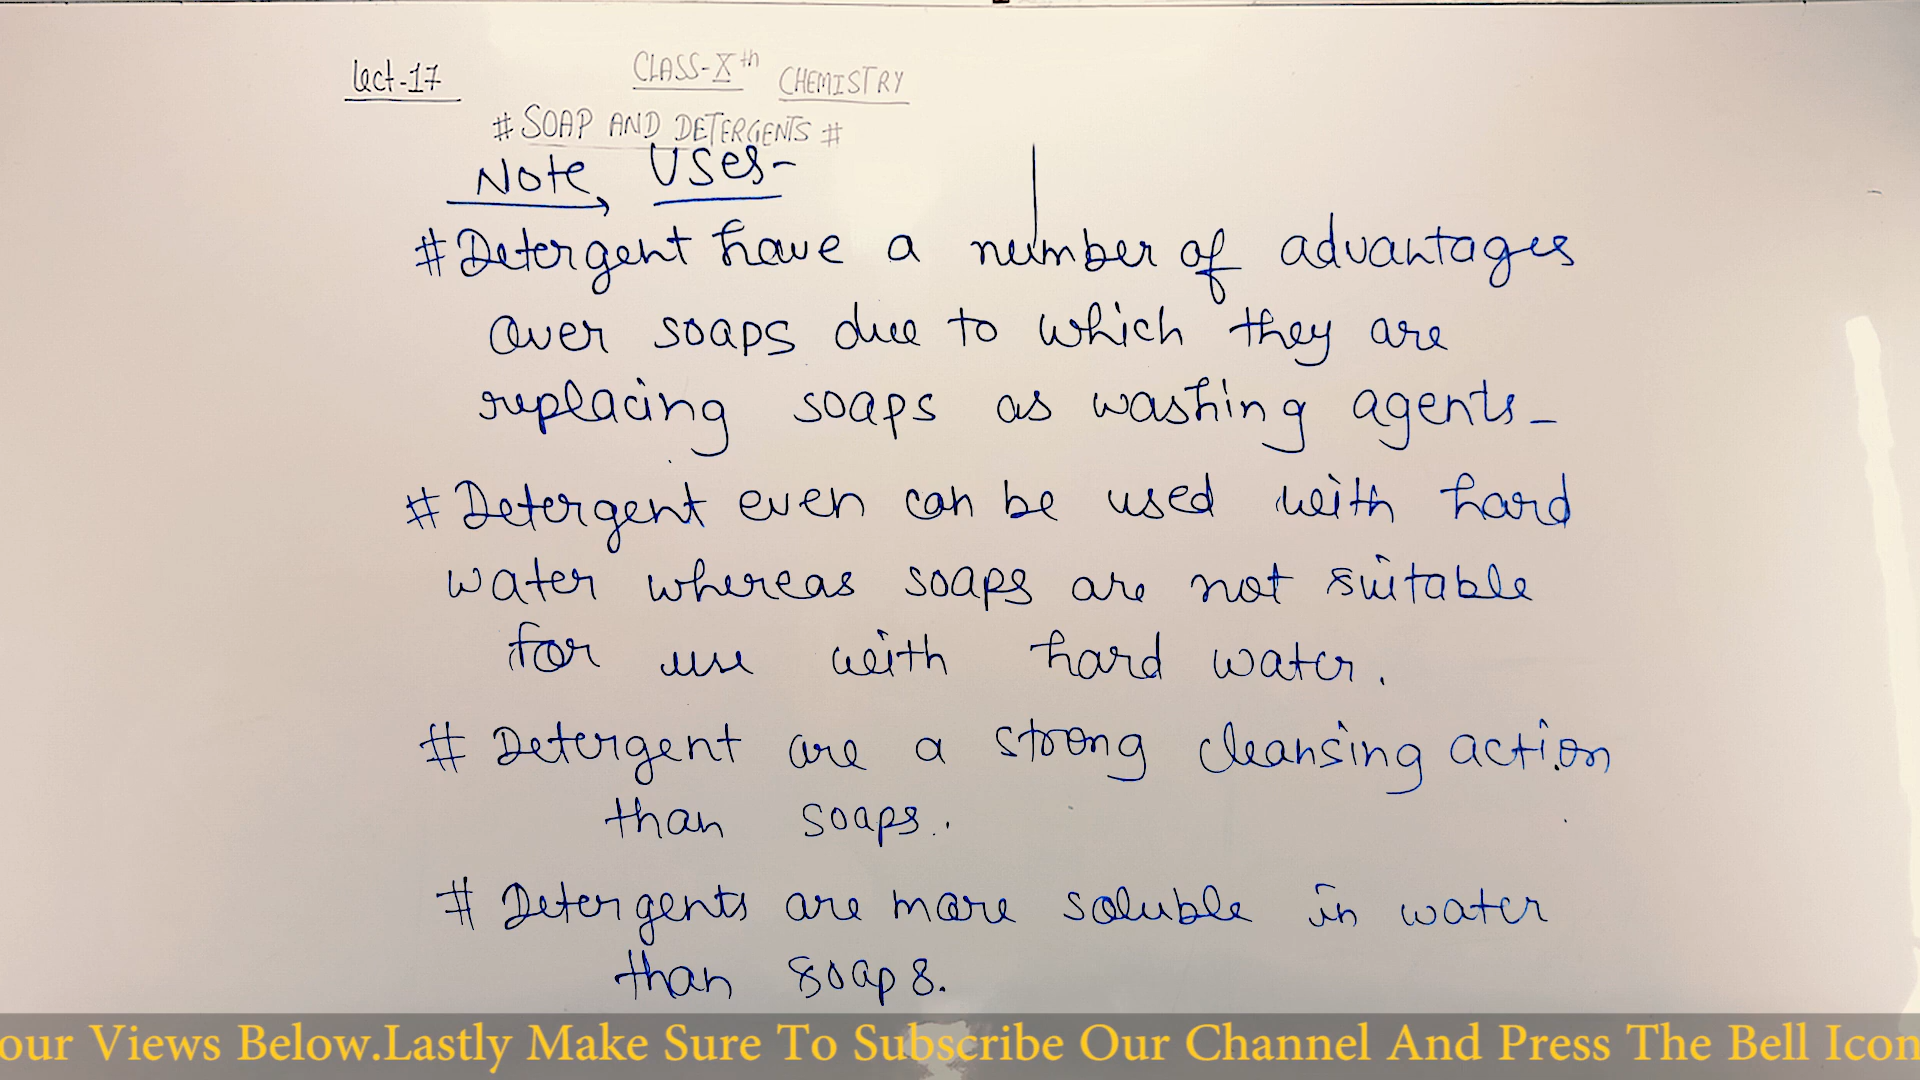 Lect-17
CLASS-Xth CHEMISTRY
# SOAP AND DETERGENTS #
Note Uses-
# Detergent have a number of advantages
over soaps due to which they are
replacing soaps as washing agents-
# Detergent even can be used with hard
water whereas soaps are not suitable
for use with hard water.
# Detergent are a strong cleansing action
than soaps.
# Detergents are more soluble in water
than soaps.
our Views Below.Lastly Make Sure To Subscribe Our Channel And Press The Bell Icon